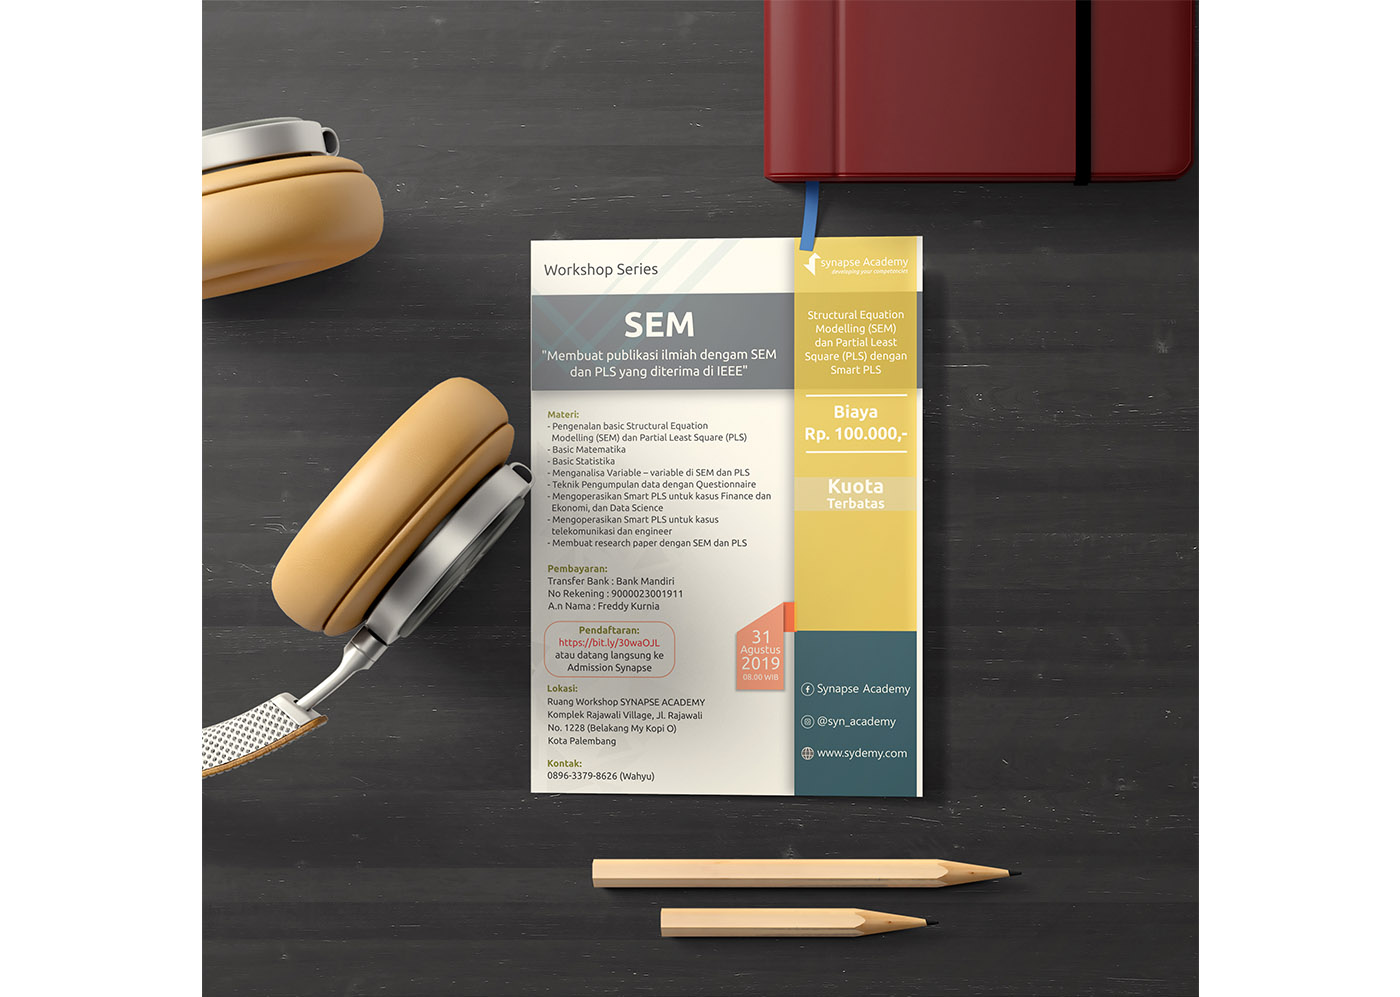 Workshop Series
SEM
"Membuat publikasi ilmiah dengam SEM
dan PLS yang diterima di IEEE"
Materi:
- Pengenalan basic Structural Equation
Modelling (SEM) dan Partial Least Square (PLS)
- Basic Matematika
- Basic Statistika
- Menganalisa Variable – variable di SEM dan PLS
- Teknik Pengumpulan data dengan Questionnaire
- Mengoperasikan Smart PLS untuk kasus Finance dan
Ekonomi, dan Data Science
- Mengoperasikan Smart PLS untuk kasus
telekomunikasi dan engineer
- Membuat research paper dengan SEM dan PLS
Pembayaran:
Transfer Bank : Bank Mandiri
No Rekening : 9000023001911
A.n Nama : Freddy Kurnia
Pendaftaran:
https://bit.ly/30waOJL
atau datang langsung ke
Admission Synapse
Lokasi:
Ruang Workshop SYNAPSE ACADEMY
Komplek Rajawali Village, Jl. Rajawali
No. 1228 (Belakang My Kopi O)
Kota Palembang
Kontak:
0896-3379-8626 (Wahyu)
31
Agustus
2019
08.00 WIB
synapse Academy
developing your competencies
Structural Equation
Modelling (SEM)
dan Partial Least
Square (PLS) dengan
Smart PLS
Biaya
Rp. 100.000,-
Kuota
Terbatas
Synapse Academy
@syn_academy
www.sydemy.com